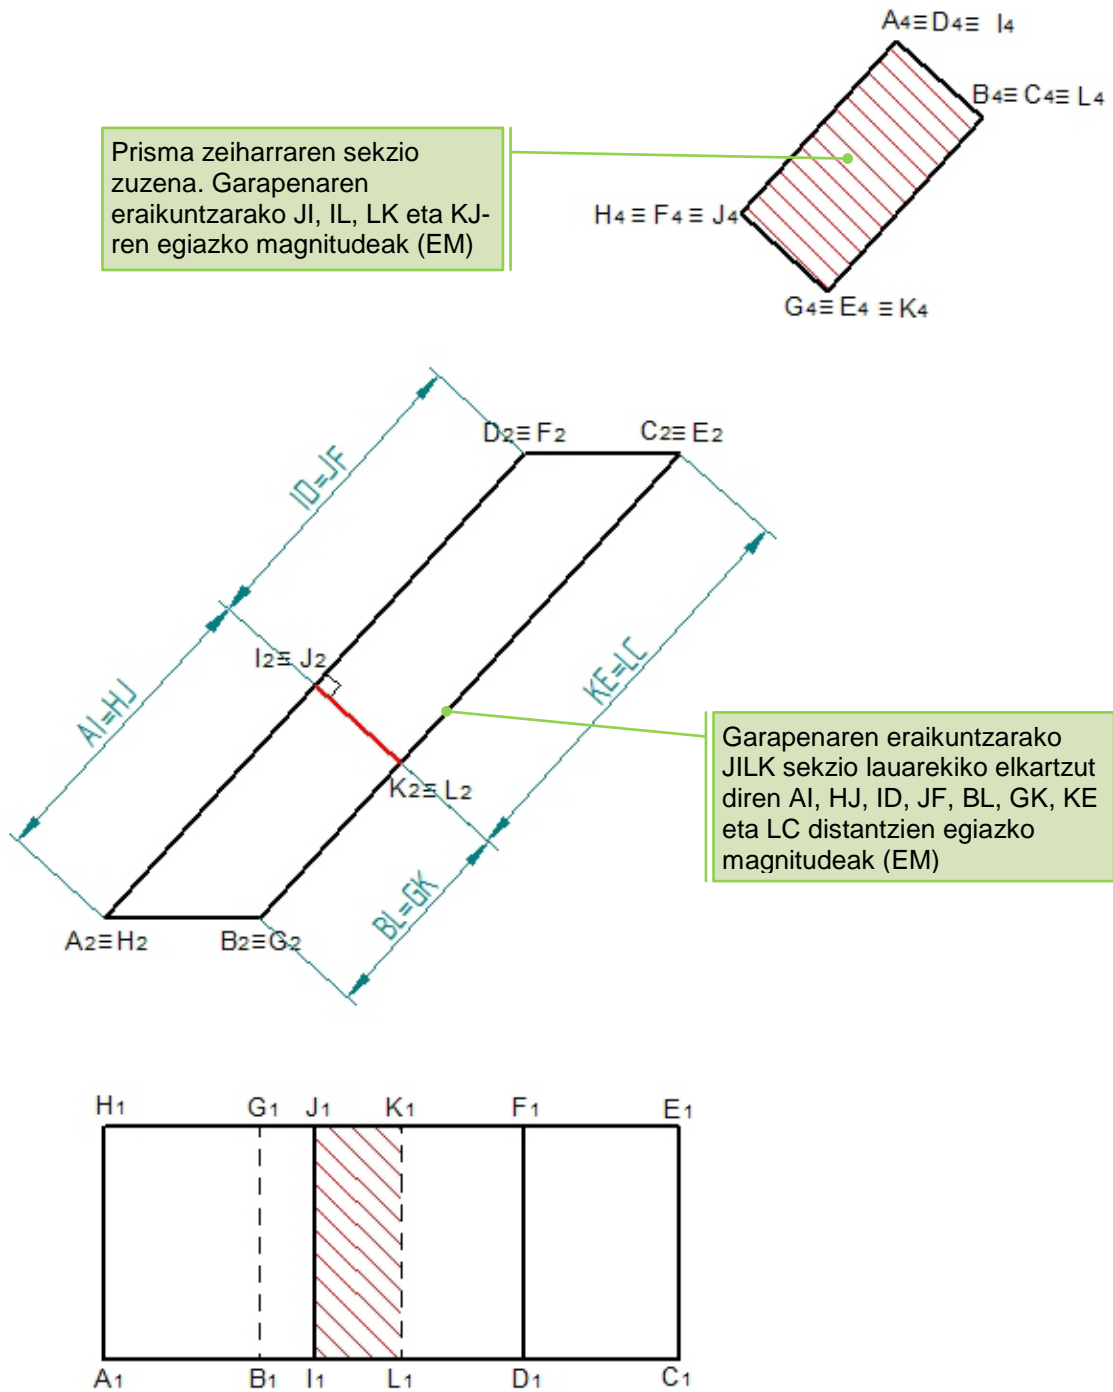 A4≡D4≡ I4
B4≡ C4≡ L4
Prisma zeiharraren sekzio
zuzena. Garapenaren
eraikuntzarako JI, IL, LK eta KJ-
ren egiazko magnitudeak (EM)
H4 ≡ F4 ≡ J4
G4≡ E4 ≡ K4
D2≡ F2
C2≡ E2
ID=JF
I2≡ J2
AI=HJ
KE=LC
Garapenaren eraikuntzarako
JILK sekzio lauarekiko elkartzut
diren AI, HJ, ID, JF, BL, GK, KE
eta LC distantzien egiazko
magnitudeak (EM)
K2≡ L2
BL=GK
A2≡H2
B2≡G2
H1 G1 J1 K1 F1 E1
A1 B1 I1 L1 D1 C1